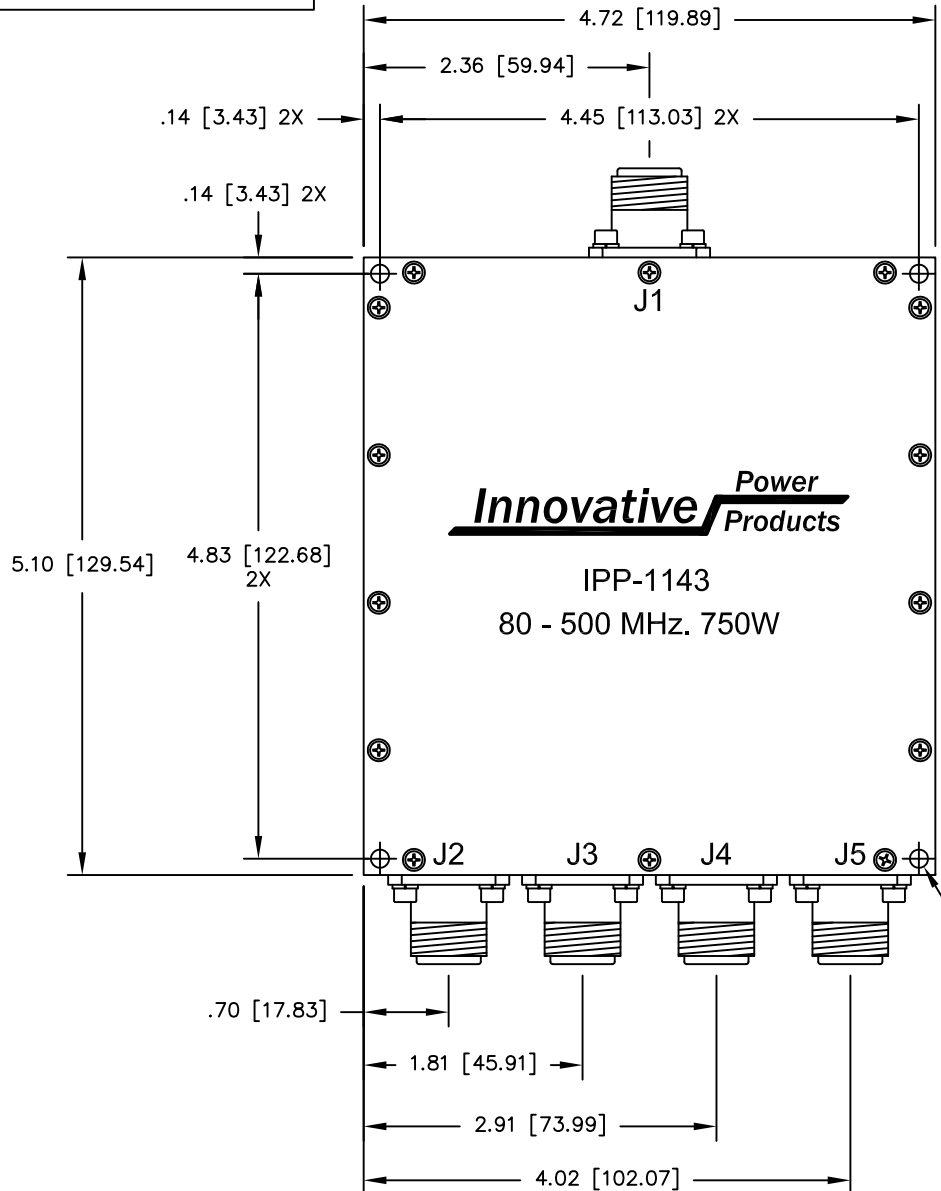 4.72 [119.89]
2.36 [59.94]
.14 [3.43] 2X
4.45 [113.03] 2X
.14 [3.43] 2X
J1
Innovative Power Products
5.10 [129.54]
4.83 [122.68]
2X
IPP-1143
80 - 500 MHz. 750W
J2 J3 J4 J5
.70 [17.83]
1.81 [45.91]
2.91 [73.99]
4.02 [102.07]